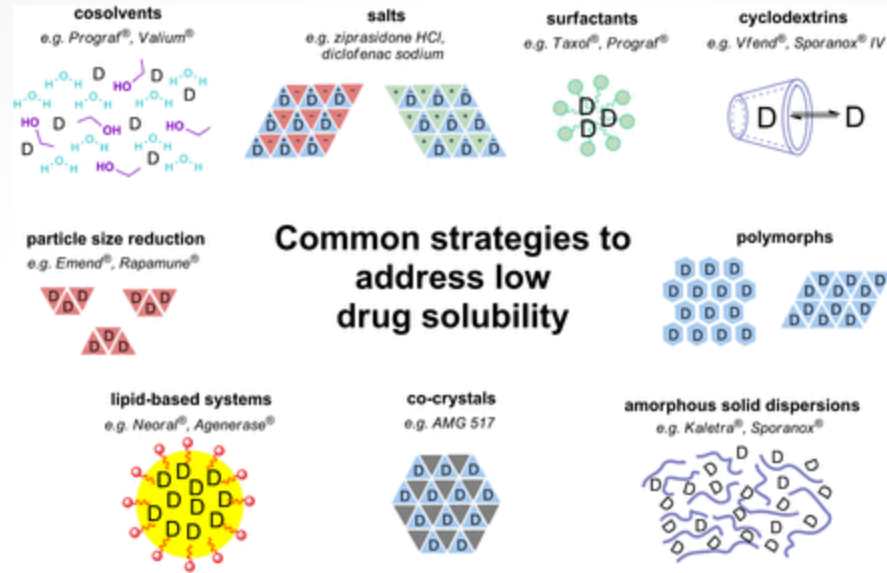 cosolvents
e.g. Prograf®, Valium®
salts
e.g. ziprasidone HCl,
diclofenac sodium
surfactants
e.g. Taxol®, Prograf®
cyclodextrins
e.g. Vfend®, Sporanox® IV
particle size reduction
e.g. Emend®, Rapamune®
Common strategies to
address low
drug solubility
polymorphs
lipid-based systems
e.g. Neoral®, Agenerase®
co-crystals
e.g. AMG 517
amorphous solid dispersions
e.g. Kaletra®, Sporanox®